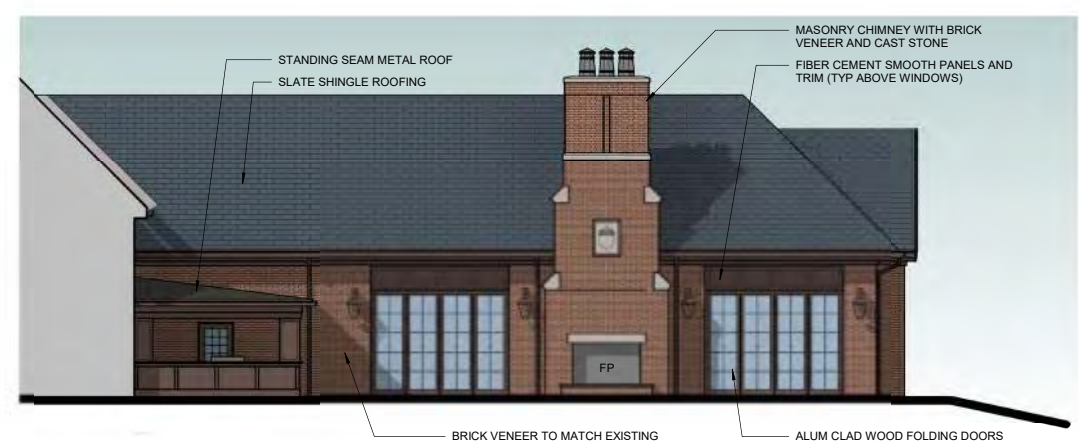 MASONRY CHIMNEY WITH BRICK
VENEER AND CAST STONE
STANDING SEAM METAL ROOF
FIBER CEMENT SMOOTH PANELS AND
TRIM (TYP ABOVE WINDOWS)
SLATE SHINGLE ROOFING
FP
BRICK VENEER TO MATCH EXISTING
ALUM CLAD WOOD FOLDING DOORS